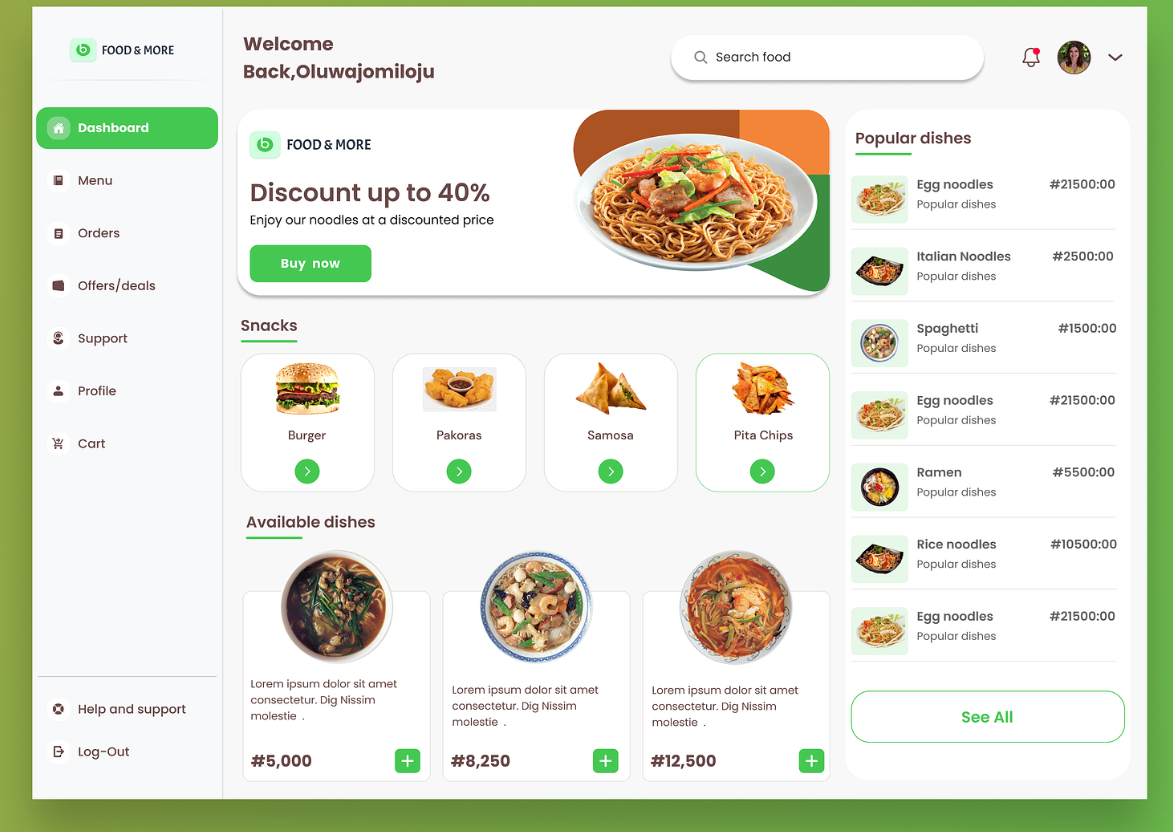 FOOD & MORE
Dashboard
Menu
Orders
Offers/deals
Support
Profile
Cart
Help and support
Log-Out
Welcome
Back,Oluwajomiloju
Search food
FOOD & MORE
Discount up to 40%
Enjoy our noodles at a discounted price
Buy now
Snacks
Burger
Pakoras
Samosa
Pita Chips
Available dishes
Lorem ipsum dolor sit amet
consectetur. Dig Nissim
molestie .
#5,000
Lorem ipsum dolor sit amet
consectetur. Dig Nissim
molestie .
#8,250
Lorem ipsum dolor sit amet
consectetur. Dig Nissim
molestie .
#12,500
Popular dishes
Egg noodles #21500:00
Popular dishes
Italian Noodles #2500:00
Popular dishes
Spaghetti #1500:00
Popular dishes
Egg noodles #21500:00
Popular dishes
Ramen #5500:00
Popular dishes
Rice noodles #10500:00
Popular dishes
Egg noodles #21500:00
Popular dishes
See All